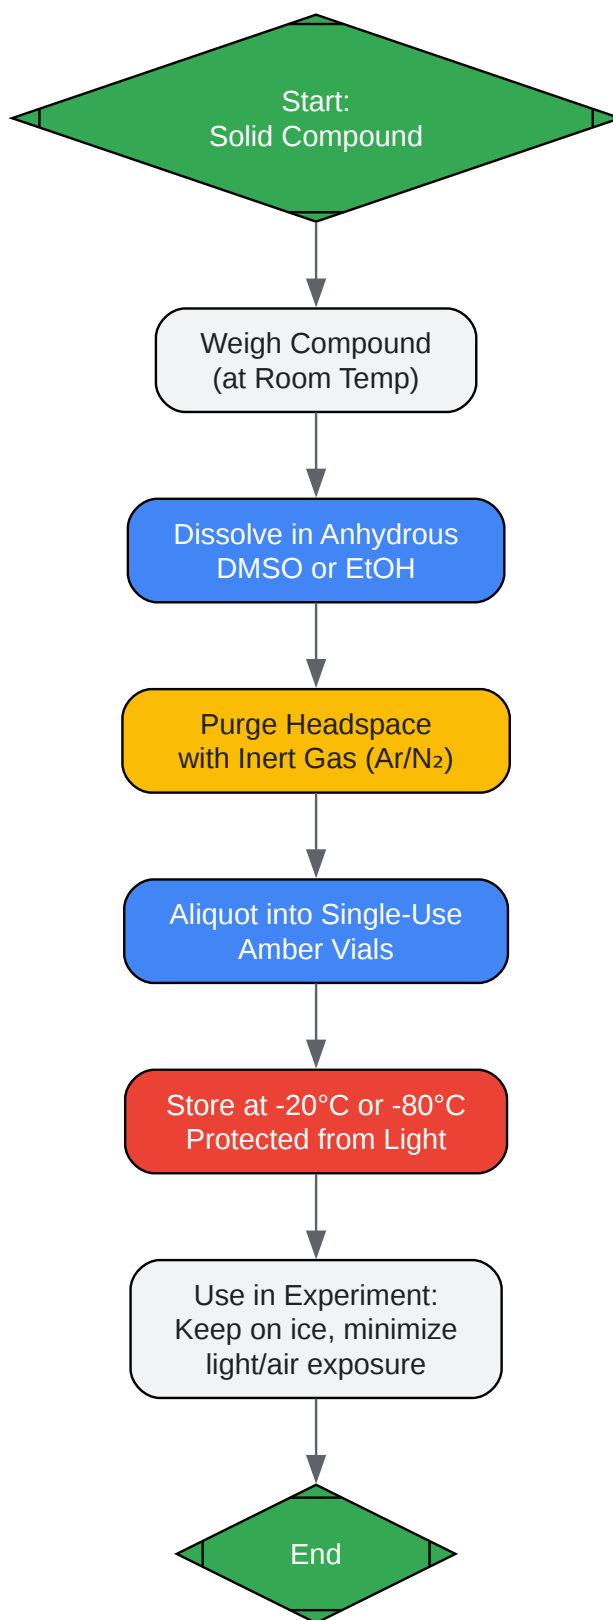 Start:
Solid Compound
Weigh Compound
(at Room Temp)
Dissolve in Anhydrous
DMSO or EtOH
Purge Headspace
with Inert Gas (Ar/N₂)
Aliquot into Single-Use
Amber Vials
Store at -20°C or -80°C
Protected from Light
Use in Experiment:
Keep on ice, minimize
light/air exposure
End